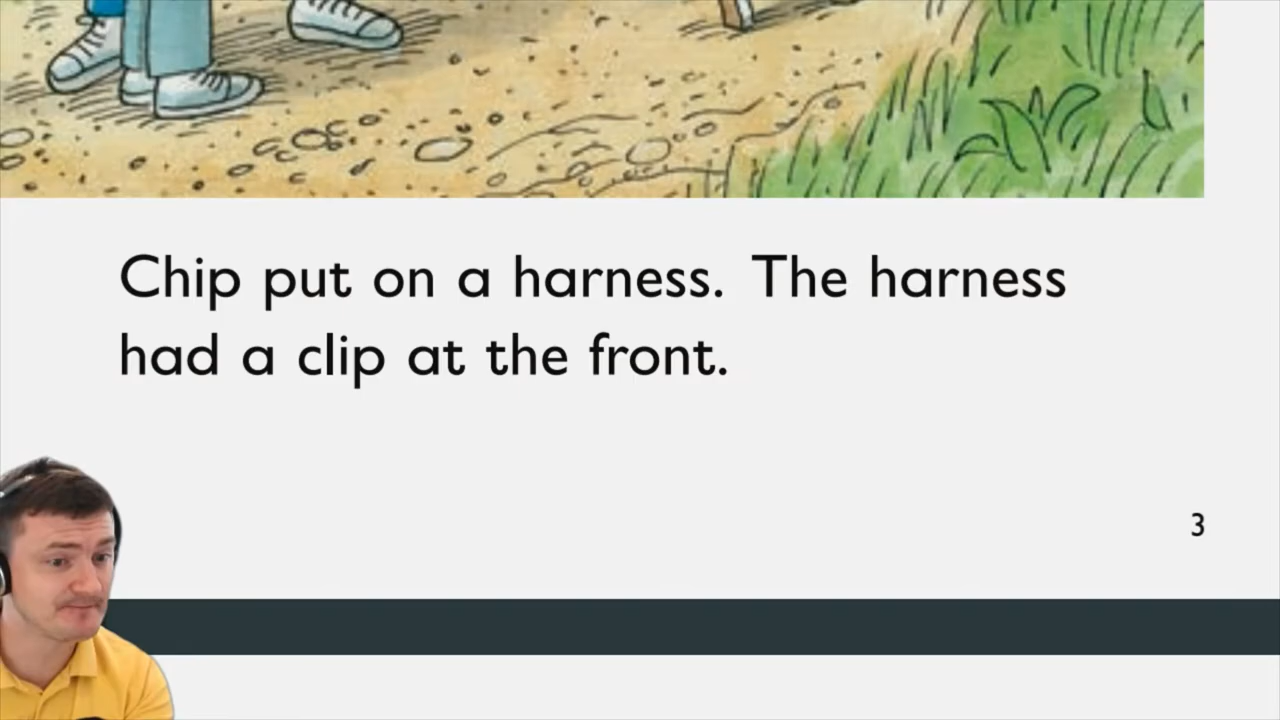 Chip put on a harness. The harness
had a clip at the front.
3